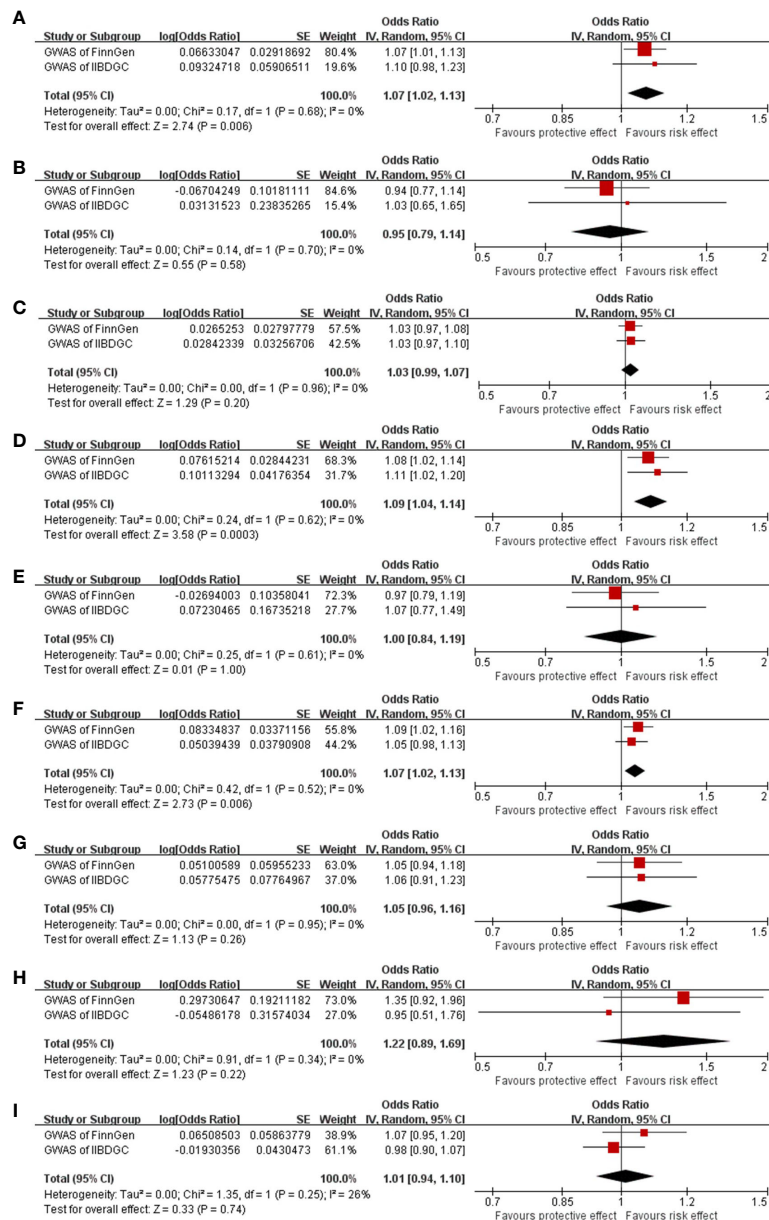 A
Odds Ratio Odds Ratio
Study or Subgroup log[Odds Ratio] SE Weight IV, Random, 95% CI IV, Random, 95% CI
GWAS of FinnGen 0.06633047 0.02918692 80.4% 1.07 [1.01, 1.13]
GWAS of IIBDGC 0.09324718 0.05906511 19.6% 1.10 [0.98, 1.23]
Total (95% CI) 100.0% 1.07 [1.02, 1.13]
Heterogeneity: Tau² = 0.00; Chi² = 0.17, df = 1 (P = 0.68); I² = 0%
Test for overall effect: Z = 2.74 (P = 0.006)
0.7 0.85 1 1.2 1.5
Favours protective effect Favours risk effect
B
Odds Ratio Odds Ratio
Study or Subgroup log[Odds Ratio] SE Weight IV, Random, 95% CI IV, Random, 95% CI
GWAS of FinnGen -0.06704249 0.10181111 84.6% 0.94 [0.77, 1.14]
GWAS of IIBDGC 0.03131523 0.23835265 15.4% 1.03 [0.65, 1.65]
Total (95% CI) 100.0% 0.95 [0.79, 1.14]
Heterogeneity: Tau² = 0.00; Chi² = 0.14, df = 1 (P = 0.70); I² = 0%
Test for overall effect: Z = 0.55 (P = 0.58)
0.5 0.7 1 1.5 2
Favours protective effect Favours risk effect
C
Odds Ratio Odds Ratio
Study or Subgroup log[Odds Ratio] SE Weight IV, Random, 95% CI IV, Random, 95% CI
GWAS of FinnGen 0.0265253 0.02797779 57.5% 1.03 [0.97, 1.08]
GWAS of IIBDGC 0.02842339 0.03256706 42.5% 1.03 [0.97, 1.10]
Total (95% CI) 100.0% 1.03 [0.99, 1.07]
Heterogeneity: Tau² = 0.00; Chi² = 0.00, df = 1 (P = 0.96); I² = 0%
Test for overall effect: Z = 1.29 (P = 0.20)
0.5 0.7 1 1.5 2
Favours protective effect Favours risk effect
D
Odds Ratio Odds Ratio
Study or Subgroup log[Odds Ratio] SE Weight IV, Random, 95% CI IV, Random, 95% CI
GWAS of FinnGen 0.07615214 0.02844231 68.3% 1.08 [1.02, 1.14]
GWAS of IIBDGC 0.10113294 0.04176354 31.7% 1.11 [1.02, 1.20]
Total (95% CI) 100.0% 1.09 [1.04, 1.14]
Heterogeneity: Tau² = 0.00; Chi² = 0.24, df = 1 (P = 0.62); I² = 0%
Test for overall effect: Z = 3.58 (P = 0.0003)
0.7 0.85 1 1.2 1.5
Favours protective effect Favours risk effect
E
Odds Ratio Odds Ratio
Study or Subgroup log[Odds Ratio] SE Weight IV, Random, 95% CI IV, Random, 95% CI
GWAS of FinnGen -0.02694003 0.10358041 72.3% 0.97 [0.79, 1.19]
GWAS of IIBDGC 0.07230465 0.16735218 27.7% 1.07 [0.77, 1.49]
Total (95% CI) 100.0% 1.00 [0.84, 1.19]
Heterogeneity: Tau² = 0.00; Chi² = 0.25, df = 1 (P = 0.61); I² = 0%
Test for overall effect: Z = 0.01 (P = 1.00)
0.5 0.7 1 1.5 2
Favours protective effect Favours risk effect
F
Odds Ratio Odds Ratio
Study or Subgroup log[Odds Ratio] SE Weight IV, Random, 95% CI IV, Random, 95% CI
GWAS of FinnGen 0.08334837 0.03371156 55.8% 1.09 [1.02, 1.16]
GWAS of IIBDGC 0.05039439 0.03790908 44.2% 1.05 [0.98, 1.13]
Total (95% CI) 100.0% 1.07 [1.02, 1.13]
Heterogeneity: Tau² = 0.00; Chi² = 0.42, df = 1 (P = 0.52); I² = 0%
Test for overall effect: Z = 2.73 (P = 0.006)
0.5 0.7 1 1.5 2
Favours protective effect Favours risk effect
G
Odds Ratio Odds Ratio
Study or Subgroup log[Odds Ratio] SE Weight IV, Random, 95% CI IV, Random, 95% CI
GWAS of FinnGen 0.05100589 0.05955233 63.0% 1.05 [0.94, 1.18]
GWAS of IIBDGC 0.05775475 0.07764967 37.0% 1.06 [0.91, 1.23]
Total (95% CI) 100.0% 1.05 [0.96, 1.16]
Heterogeneity: Tau² = 0.00; Chi² = 0.00, df = 1 (P = 0.95); I² = 0%
Test for overall effect: Z = 1.13 (P = 0.26)
0.7 0.85 1 1.2 1.5
Favours protective effect Favours risk effect
H
Odds Ratio Odds Ratio
Study or Subgroup log[Odds Ratio] SE Weight IV, Random, 95% CI IV, Random, 95% CI
GWAS of FinnGen 0.29730647 0.19211182 73.0% 1.35 [0.92, 1.96]
GWAS of IIBDGC -0.05486178 0.31574034 27.0% 0.95 [0.51, 1.76]
Total (95% CI) 100.0% 1.22 [0.89, 1.69]
Heterogeneity: Tau² = 0.00; Chi² = 0.91, df = 1 (P = 0.34); I² = 0%
Test for overall effect: Z = 1.23 (P = 0.22)
0.5 0.7 1 1.5 2
Favours protective effect Favours risk effect
I
Odds Ratio Odds Ratio
Study or Subgroup log[Odds Ratio] SE Weight IV, Random, 95% CI IV, Random, 95% CI
GWAS of FinnGen 0.06508503 0.05863779 38.9% 1.07 [0.95, 1.20]
GWAS of IIBDGC -0.01930356 0.0430473 61.1% 0.98 [0.90, 1.07]
Total (95% CI) 100.0% 1.01 [0.94, 1.10]
Heterogeneity: Tau² = 0.00; Chi² = 1.35, df = 1 (P = 0.25); I² = 26%
Test for overall effect: Z = 0.33 (P = 0.74)
0.7 0.85 1 1.2 1.5
Favours protective effect Favours risk effect